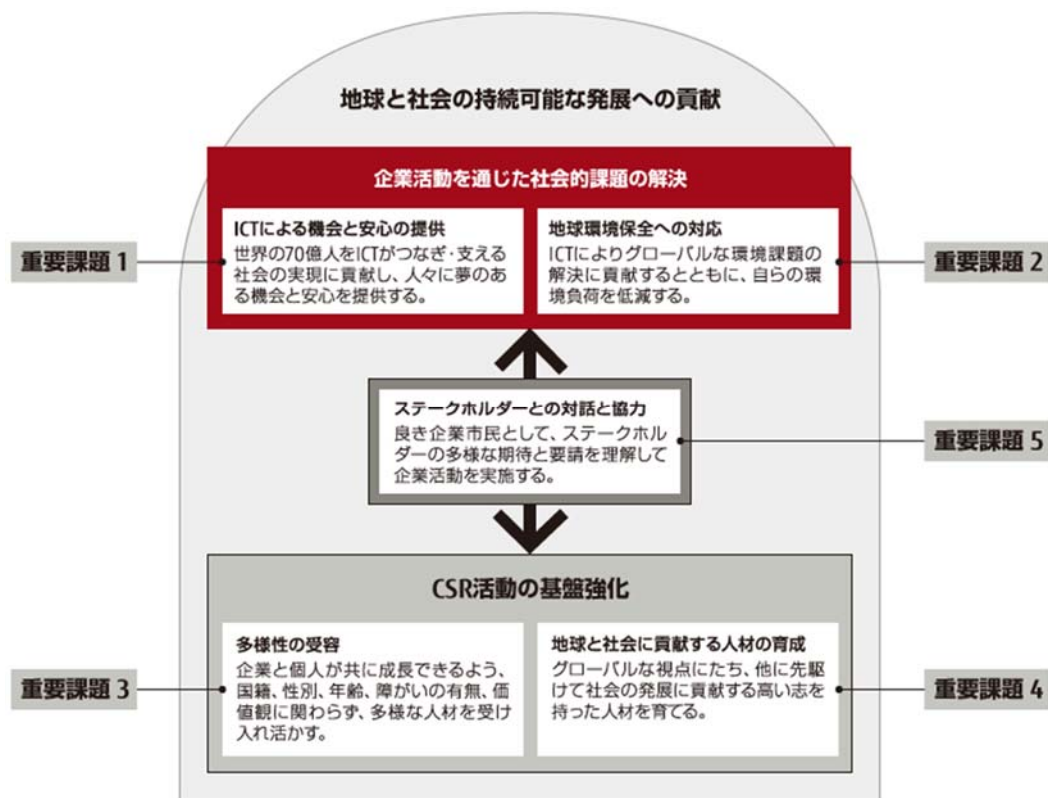 地球と社会の持続可能な発展への貢献
企業活動を通じた社会的課題の解決
重要課題 1
ICTによる機会と安心の提供
世界の70億人をICTがつなぎ・支える
社会の実現に貢献し、人々に夢のあ
る機会と安心を提供する。
地球環境保全への対応
ICTによりグローバルな環境課題の
解決に貢献するとともに、自らの環
境負荷を低減する。
重要課題 2
ステークホルダーとの対話と協力
良き企業市民として、ステークホル
ダーの多様な期待と要請を理解して
企業活動を実施する。
重要課題 5
CSR活動の基盤強化
重要課題 3
多様性の受容
企業と個人が共に成長できるよう、
国籍、性別、年齢、障がいの有無、価
値観に関わらず、多様な人材を受け
入れ活かす。
地球と社会に貢献する人材の育成
グローバルな視点にたち、他に先駆
けて社会の発展に貢献する高い志を
持った人材を育てる。
重要課題 4